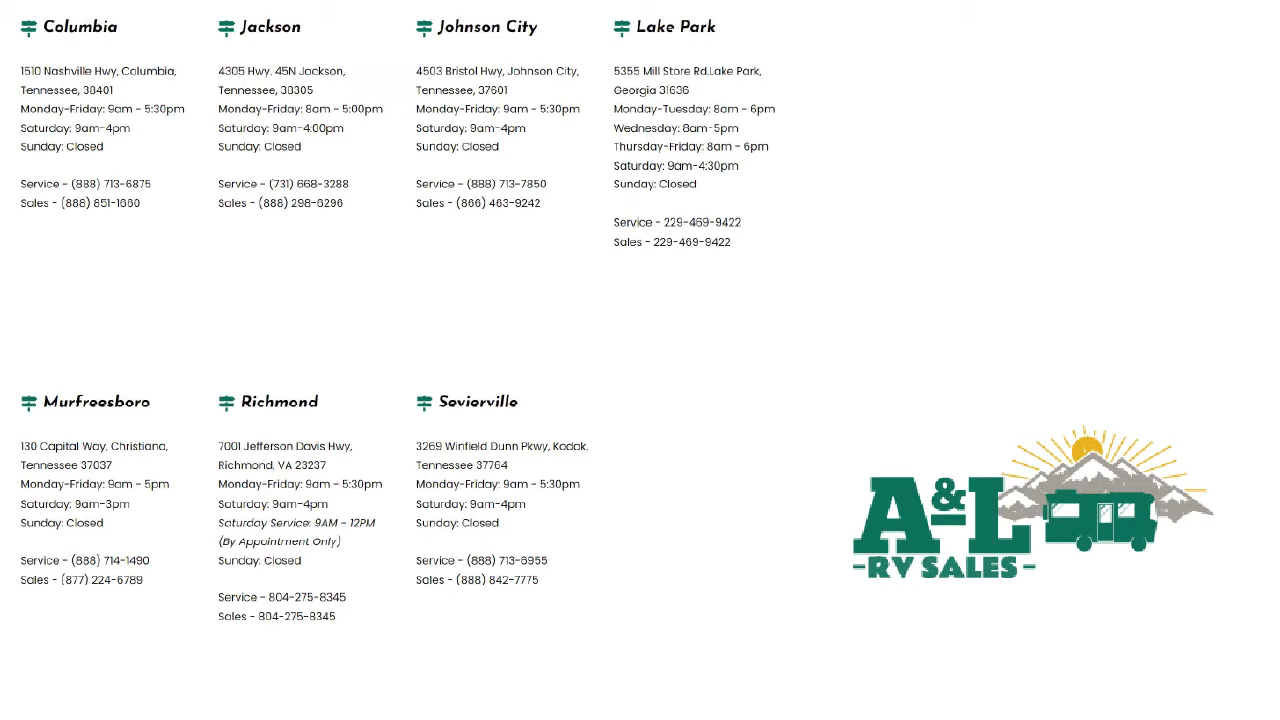 Columbia
1510 Nashville Hwy, Columbia,
Tennessee, 38401
Monday-Friday: 9am - 5:30pm
Saturday: 9am-4pm
Sunday: Closed
Service - (888) 713-6875
Sales - (888) 851-1660
Jackson
4305 Hwy. 45N Jackson,
Tennessee, 38305
Monday-Friday: 8am - 5:00pm
Saturday: 9am-4:00pm
Sunday: Closed
Service - (731) 668-3288
Sales - (888) 298-6296
Johnson City
4503 Bristol Hwy, Johnson City,
Tennessee, 37601
Monday-Friday: 9am - 5:30pm
Saturday: 9am-4pm
Sunday: Closed
Service - (888) 713-7850
Sales - (866) 463-9242
Lake Park
5355 Mill Store Rd.Lake Park,
Georgia 31636
Monday-Tuesday: 8am - 6pm
Wednesday: 8am-5pm
Thursday-Friday: 8am - 6pm
Saturday: 9am-4:30pm
Sunday: Closed
Service - 229-469-9422
Sales - 229-469-9422
Murfreesboro
130 Capital Way, Christiana,
Tennessee 37037
Monday-Friday: 9am - 5pm
Saturday: 9am-3pm
Sunday: Closed
Service - (888) 714-1490
Sales - (877) 224-6789
Richmond
7001 Jefferson Davis Hwy,
Richmond, VA 23237
Monday-Friday: 9am - 5:30pm
Saturday: 9am-4pm
Saturday Service: 9AM - 12PM
(By Appointment Only)
Sunday: Closed
Service - 804-275-8345
Sales - 804-275-8345
Sevierville
3269 Winfield Dunn Pkwy, Kodak,
Tennessee 37764
Monday-Friday: 9am - 5:30pm
Saturday: 9am-4pm
Sunday: Closed
Service - (888) 713-6955
Sales - (888) 842-7775
A&L
-RV SALES-